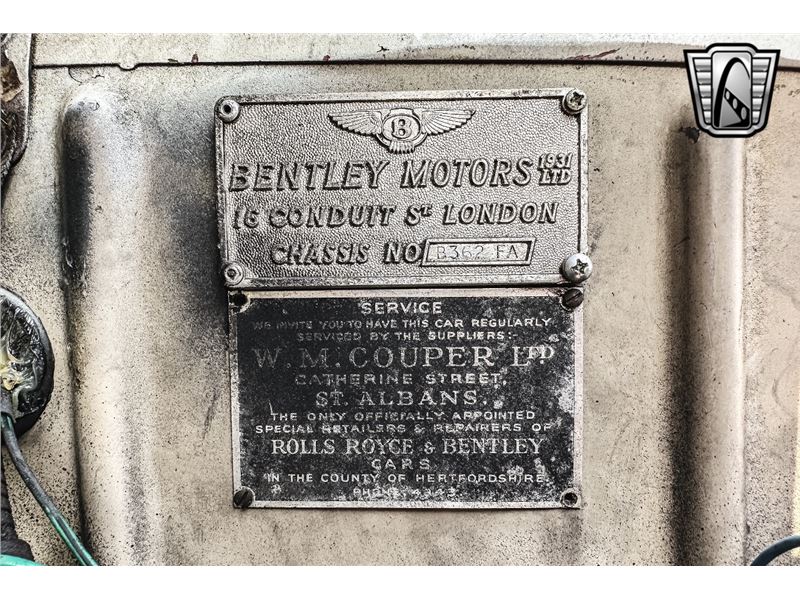 B
BENTLEY MOTORS 1931 LTD
16 CONDUIT ST LONDON
CHASSIS NO B362 FA
SERVICE
WE INVITE YOU TO HAVE THIS CAR REGULARLY
SERVICED BY THE SUPPLIERS:-
W. M. COUPER LTD
CATHERINE STREET,
ST. ALBANS.
THE ONLY OFFICIALLY APPOINTED
SPECIAL RETAILERS & REPAIRERS OF
ROLLS ROYCE & BENTLEY
CARS
IN THE COUNTY OF HERTFORDSHIRE.
PHONE: 4343